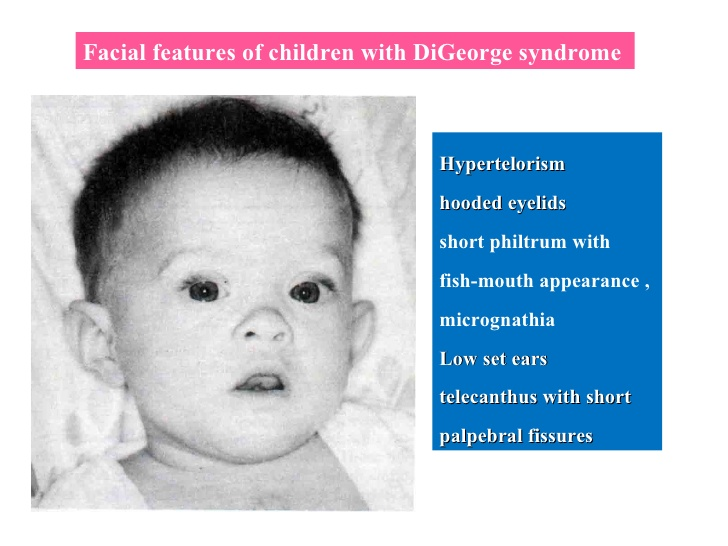 Facial features of children with DiGeorge syndrome
Hypertelorism
hooded eyelids
short philtrum with
fish-mouth appearance ,
micrognathia
Low set ears
telecanthus with short
palpebral fissures